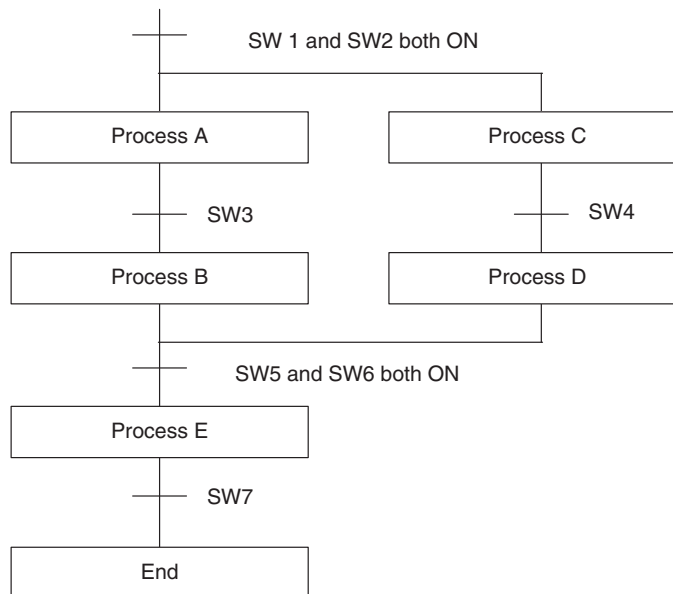 SW 1 and SW2 both ON
Process A
Process C
SW3
SW4
Process B
Process D
SW5 and SW6 both ON
Process E
SW7
End